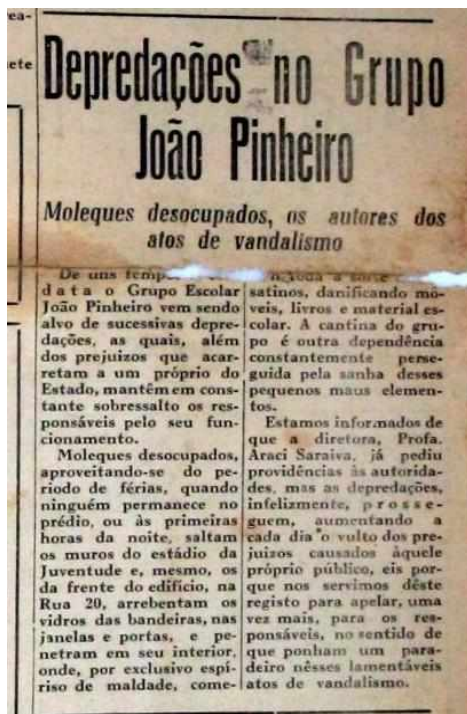 ea-
ete
Depredações no Grupo
João Pinheiro
Moleques desocupados, os autores dos
atos de vandalismo
De uns
data o Grupo Escolar
João Pinheiro vem sendo
alvo de sucessivas depre-
dações, as quais, além
dos prejuizos que acar-
retam a um próprio do
Estado, mantêm em cons-
tante sobressalto os res-
ponsáveis pelo seu fun-
cionamento.
Moleques desocupados,
aproveitando-se do pe-
riodo de férias, quando
ninguém permanece no
prédio, ou às primeiras
horas da noite, saltam
os muros do estádio da
Juventude e, mesmo, os
da frente do edifício, na
Rua 20, arrebentam os
vidros das bandeiras, nas
janelas e portas, e pe-
netram em seu interior,
onde, por exclusivo espí-
riso de maldade, come-
toda a
satinos, danificando mó-
veis, livros e material es-
colar. A cantina do gru-
po é outra dependência
constantemente perse-
guida pela sanha desses
pequenos maus elemen-
tos.
Estamos informados de
que a diretora, Profa.
Araci Saraiva, já pediu
providências às autorida-
des, mas as depredações,
infelizmente, prosse-
guem, aumentando a
cada dia o vulto dos pre-
juizos causados àquele
próprio público, eis por-
que nos servimos dêste
registo para apelar, uma
vez mais, para os res-
ponsáveis, no sentido de
que ponham um para-
deiro nêsses lamentáveis
atos de vandalismo.